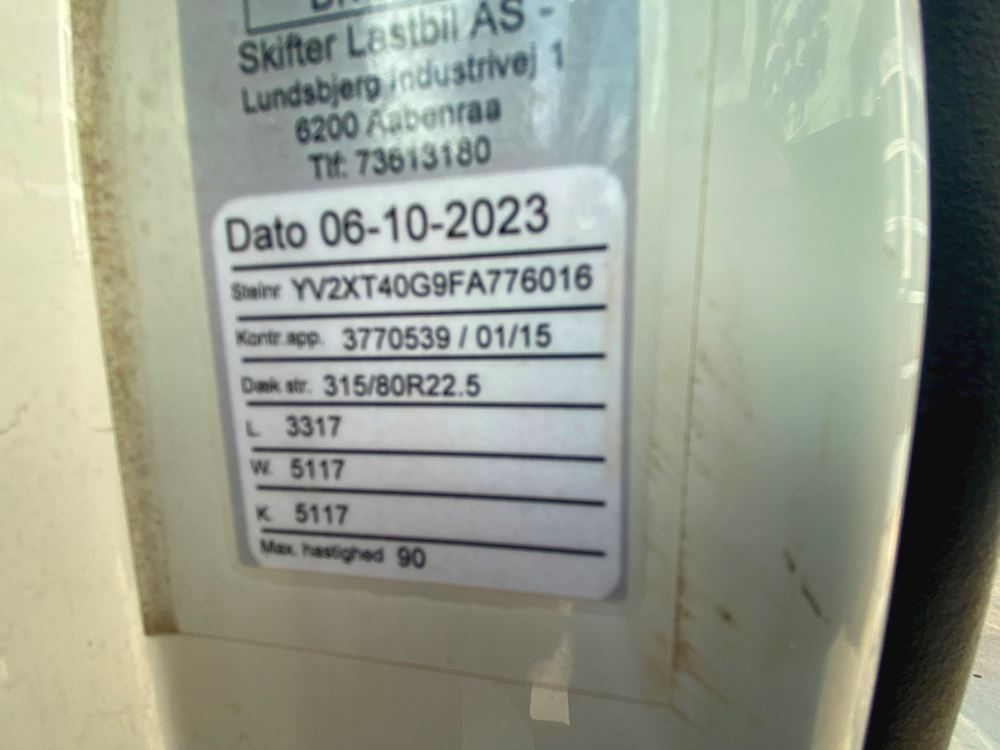 Skifter Lastbil AS -
Lundsbjerg Industrivej 1
6200 Aabenraa
Tlf: 73613180
Dato 06-10-2023
Stelnr YV2XT40G9FA776016
Kontr.app. 3770539 / 01/15
Dæk str. 315/80R22.5
L. 3317
W. 5117
K. 5117
Max. hastighed 90